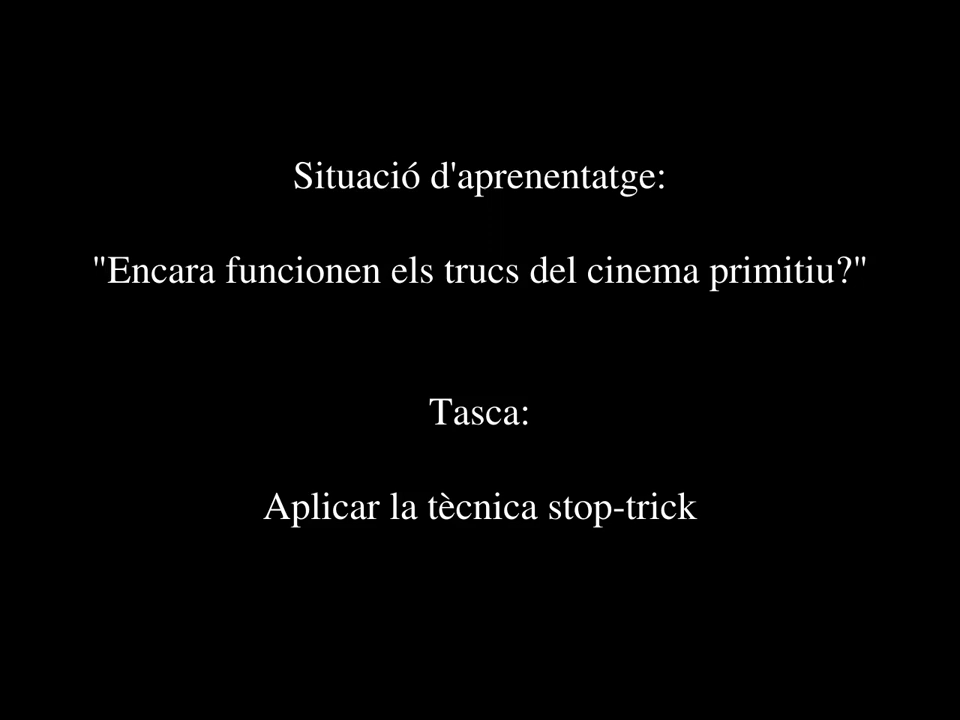 Situació d'aprenentatge:
"Encara funcionen els trucs del cinema primitiu?"
Tasca:
Aplicar la tècnica stop-trick